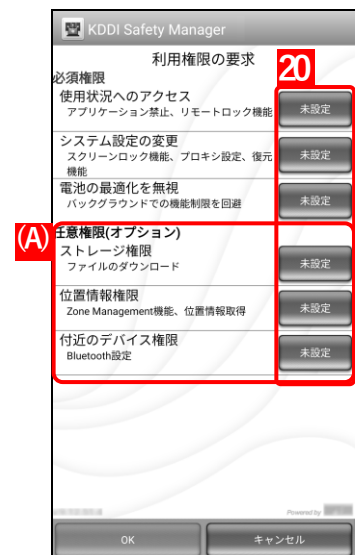 KDDI Safety Manager
利用権限の要求
20
必須権限
使用状況へのアクセス
アプリケーション禁止、リモートロック機能
未設定
システム設定の変更
スクリーンロック機能、プロキシ設定、復元
機能
未設定
電池の最適化を無視
バックグラウンドでの機能制限を回避
未設定
(A)
任意権限(オプション)
ストレージ権限
ファイルのダウンロード
未設定
位置情報権限
Zone Management機能、位置情報取得
未設定
付近のデバイス権限
Bluetooth設定
未設定
Powered by
OK
キャンセル